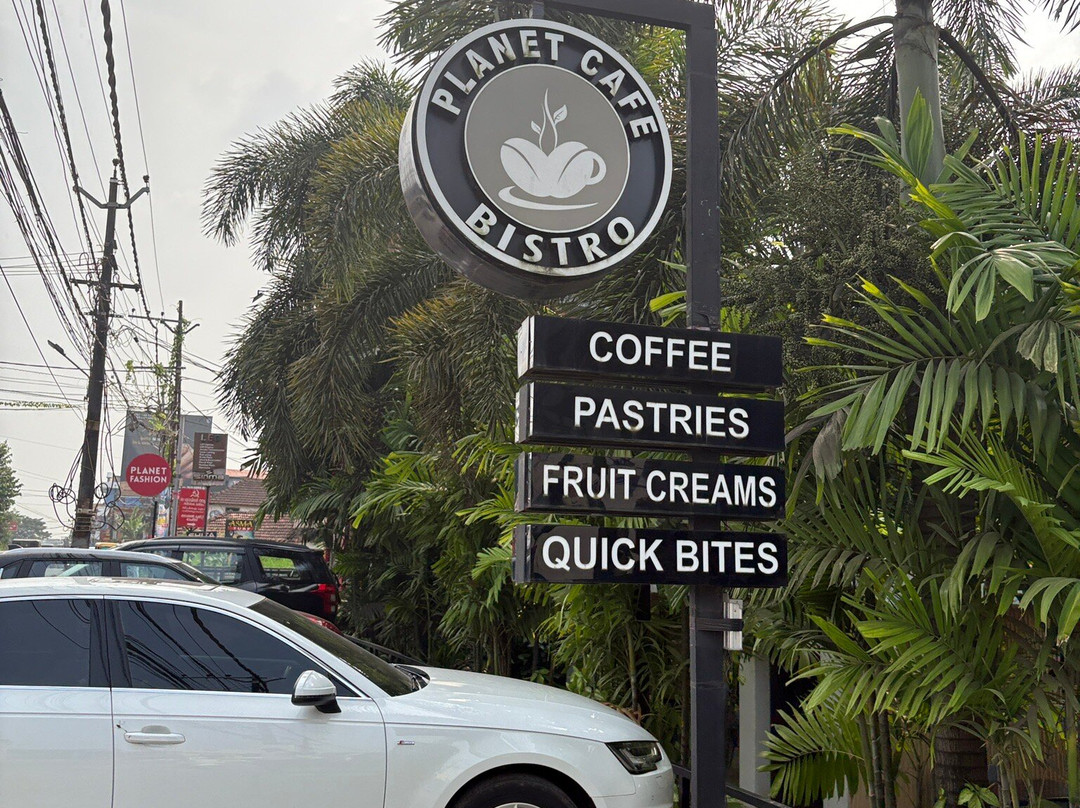 PLANET CAFE
BISTRO
COFFEE
PASTRIES
FRUIT CREAMS
QUICK BITES
PLANET
FASHION